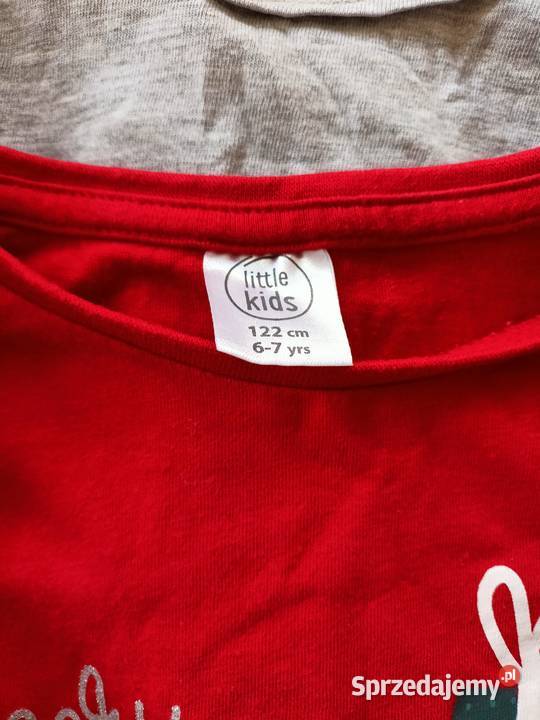 little
kids
122 cm
6-7 yrs
Sprzedajemy.pl